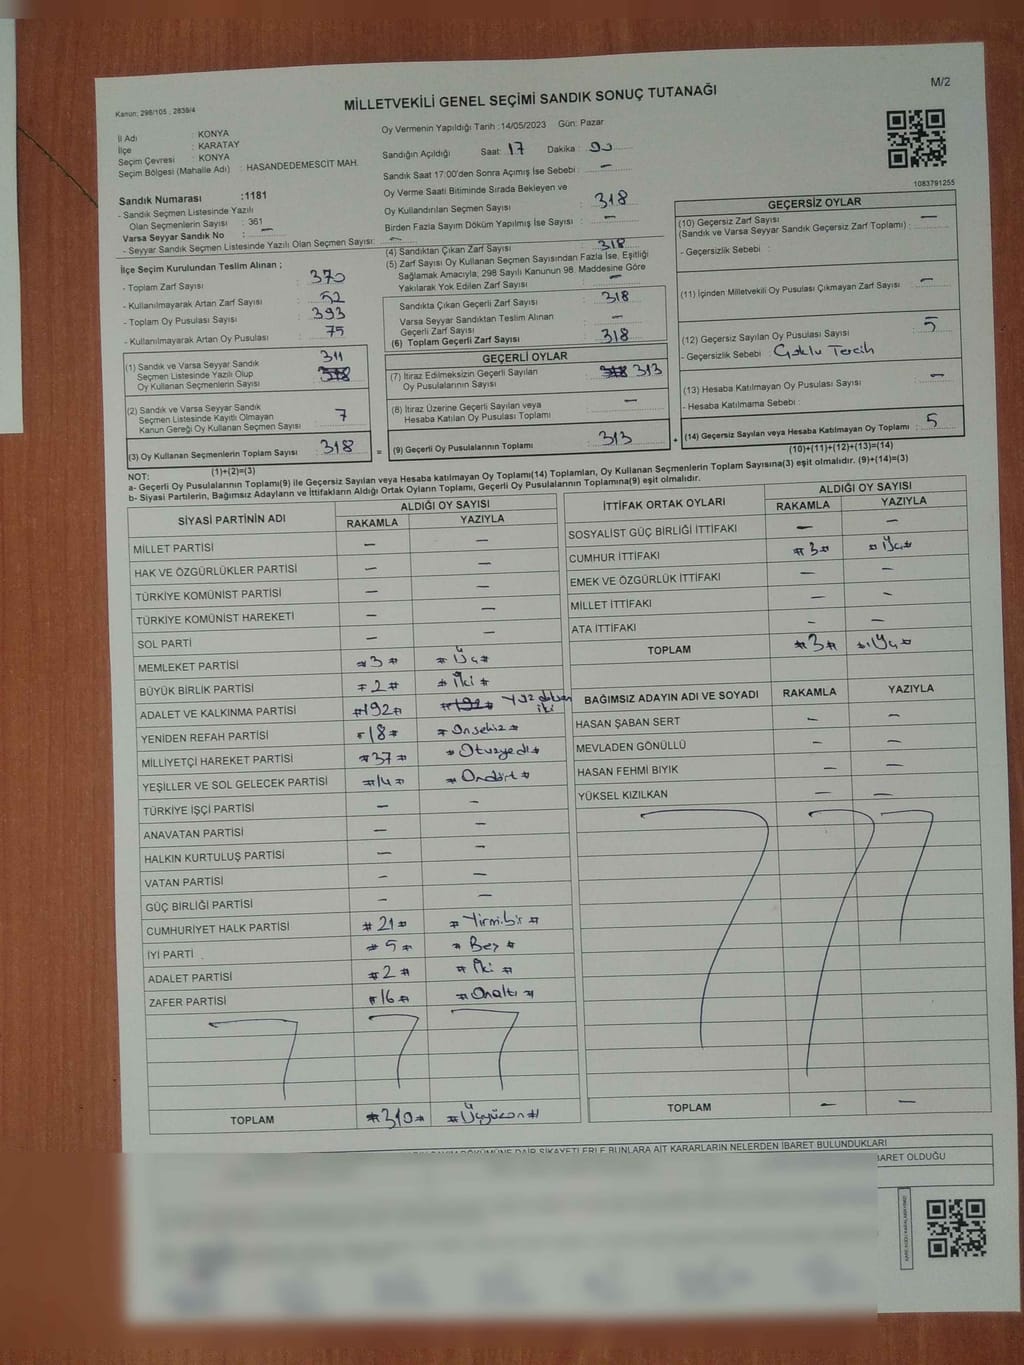 M/2
Kanun: 298/105 , 2839/4
MİLLETVEKİLİ GENEL SEÇİMİ SANDIK SONUÇ TUTANAĞI
İl Adı : KONYA
İlçe : KARATAY
Seçim Çevresi : KONYA
Seçim Bölgesi (Mahalle Adı) : HASANDEDEMESCİT MAH.
Sandık Numarası :1181
- Sandık Seçmen Listesinde Yazılı
Olan Seçmenlerin Sayısı : 361
Varsa Seyyar Sandık No : -
- Seyyar Sandık Seçmen Listesinde Yazılı Olan Seçmen Sayısı: -
İlçe Seçim Kurulundan Teslim Alınan ;
- Toplam Zarf Sayısı : 370
- Kullanılmayarak Artan Zarf Sayısı : 52
- Toplam Oy Pusulası Sayısı : 393
- Kullanılmayarak Artan Oy Pusulası : 75
(1) Sandık ve Varsa Seyyar Sandık
Seçmen Listesinde Yazılı Olup
Oy Kullanan Seçmenlerin Sayısı : 311
(2) Sandık ve Varsa Seyyar Sandık
Seçmen Listesinde Kayıtlı Olmayan
Kanun Gereği Oy Kullanan Seçmen Sayısı : 7
(3) Oy Kullanan Seçmenlerin Toplam Sayısı : 318
(1)+(2)=(3)
Oy Vermenin Yapıldığı Tarih :14/05/2023 Gün: Pazar
Sandığın Açıldığı Saat: 17 Dakika :
Sandık Saat 17:00'den Sonra Açılmış İse Sebebi : -
Oy Verme Saati Bitiminde Sırada Bekleyen ve
Oy Kullandırılan Seçmen Sayısı : 318
Birden Fazla Sayım Döküm Yapılmış İse Sayısı : -
(4) Sandıktan Çıkan Zarf Sayısı : 318
(5) Zarf Sayısı Oy Kullanan Seçmen Sayısından Fazla İse, Eşitliği
Sağlamak Amacıyla; 298 Sayılı Kanunun 98. Maddesine Göre
Yakılarak Yok Edilen Zarf Sayısı : -
Sandıkta Çıkan Geçerli Zarf Sayısı : 318
Varsa Seyyar Sandıktan Teslim Alınan
Geçerli Zarf Sayısı : -
(6) Toplam Geçerli Zarf Sayısı : 318
GEÇERLİ OYLAR
(7) İtiraz Edilmeksizin Geçerli Sayılan
Oy Pusulalarının Sayısı : 313
(8) İtiraz Üzerine Geçerli Sayılan veya
Hesaba Katılan Oy Pusulası Toplamı : -
= (9) Geçerli Oy Pusulalarının Toplamı : 313
1083791255
GEÇERSİZ OYLAR
(10) Geçersiz Zarf Sayısı
(Sandık ve Varsa Seyyar Sandık Geçersiz Zarf Toplamı) : -
- Geçersizlik Sebebi :
(11) İçinden Milletvekili Oy Pusulası Çıkmayan Zarf Sayısı : -
(12) Geçersiz Sayılan Oy Pusulası Sayısı : 5
- Geçersizlik Sebebi : Çoklu Tercih
(13) Hesaba Katılmayan Oy Pusulası Sayısı : -
- Hesaba Katılmama Sebebi :
+ (14) Geçersiz Sayılan veya Hesaba Katılmayan Oy Toplamı : 5
(10)+(11)+(12)+(13)=(14)
NOT:
a- Geçerli Oy Pusulalarının Toplamı(9) ile Geçersiz Sayılan veya Hesaba katılmayan Oy Toplamı(14) Toplamları, Oy Kullanan Seçmenlerin Toplam Sayısına(3) eşit olmalıdır. (9)+(14)=(3)
b- Siyasi Partilerin, Bağımsız Adayların ve İttifakların Aldığı Ortak Oyların Toplamı, Geçerli Oy Pusulalarının Toplamına(9) eşit olmalıdır.
SİYASİ PARTİNİN ADI ALDIĞI OY SAYISI
RAKAMLA YAZIYLA
MİLLET PARTİSİ - -
HAK VE ÖZGÜRLÜKLER PARTİSİ - -
TÜRKİYE KOMÜNİST PARTİSİ - -
TÜRKİYE KOMÜNİST HAREKETİ - -
SOL PARTİ - -
MEMLEKET PARTİSİ #3# #Üç#
BÜYÜK BİRLİK PARTİSİ #2# #İki#
ADALET VE KALKINMA PARTİSİ #192# #192# Yüz doksan iki
YENİDEN REFAH PARTİSİ #18# #Onsekiz#
MİLLİYETÇİ HAREKET PARTİSİ #37# #Otuzyedi#
YEŞİLLER VE SOL GELECEK PARTİSİ #14# #Ondört#
TÜRKİYE İŞÇİ PARTİSİ - -
ANAVATAN PARTİSİ - -
HALKIN KURTULUŞ PARTİSİ - -
VATAN PARTİSİ - -
GÜÇ BİRLİĞİ PARTİSİ - -
CUMHURİYET HALK PARTİSİ #21# #Yirmibir#
İYİ PARTİ #5# #Beş#
ADALET PARTİSİ #2# #İki#
ZAFER PARTİSİ #16# #Onaltı#
TOPLAM #310# #Üçyüzon#
İTTİFAK ORTAK OYLARI ALDIĞI OY SAYISI
RAKAMLA YAZIYLA
SOSYALİST GÜÇ BİRLİĞİ İTTİFAKI - -
CUMHUR İTTİFAKI #3# #Üç#
EMEK VE ÖZGÜRLÜK İTTİFAKI - -
MİLLET İTTİFAKI - -
ATA İTTİFAKI - -
TOPLAM #3# #Üç#
BAĞIMSIZ ADAYIN ADI VE SOYADI RAKAMLA YAZIYLA
HASAN ŞABAN SERT - -
MEVLADEN GÖNÜLLÜ - -
HASAN FEHMİ BIYIK - -
YÜKSEL KIZILKAN - -
TOPLAM - -
DÖKÜMÜNE DAİR ŞİKAYETLERLE BUNLARA AİT KARARLARIN NELERDEN İBARET BULUNDUKLARI
BARET OLDUĞU